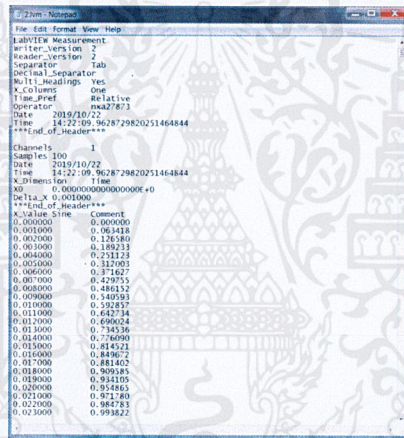 23.lvm - Notepad
File Edit Format View Help
LabVIEW Measurement
Writer_Version 2
Reader_Version 2
Separator Tab
Decimal_Separator .
Multi_Headings Yes
X_Columns One
Time_Pref Relative
Operator nxa27873
Date 2019/10/22
Time 14:22:09.9628729820251464844
***End_of_Header***
Channels 1
Samples 100
Date 2019/10/22
Time 14:22:09.9628729820251464844
X_Dimension Time
X0 0.0000000000000000E+0
Delta_X 0.001000
***End_of_Header***
X_Value Sine Comment
0.000000 0.000000
0.001000 0.063418
0.002000 0.126580
0.003000 0.189233
0.004000 0.251123
0.005000 0.312003
0.006000 0.371627
0.007000 0.429755
0.008000 0.486152
0.009000 0.540593
0.010000 0.592857
0.011000 0.642734
0.012000 0.690024
0.013000 0.734536
0.014000 0.776090
0.015000 0.814521
0.016000 0.849672
0.017000 0.881402
0.018000 0.909585
0.019000 0.934105
0.020000 0.954865
0.021000 0.971780
0.022000 0.984783
0.023000 0.993822